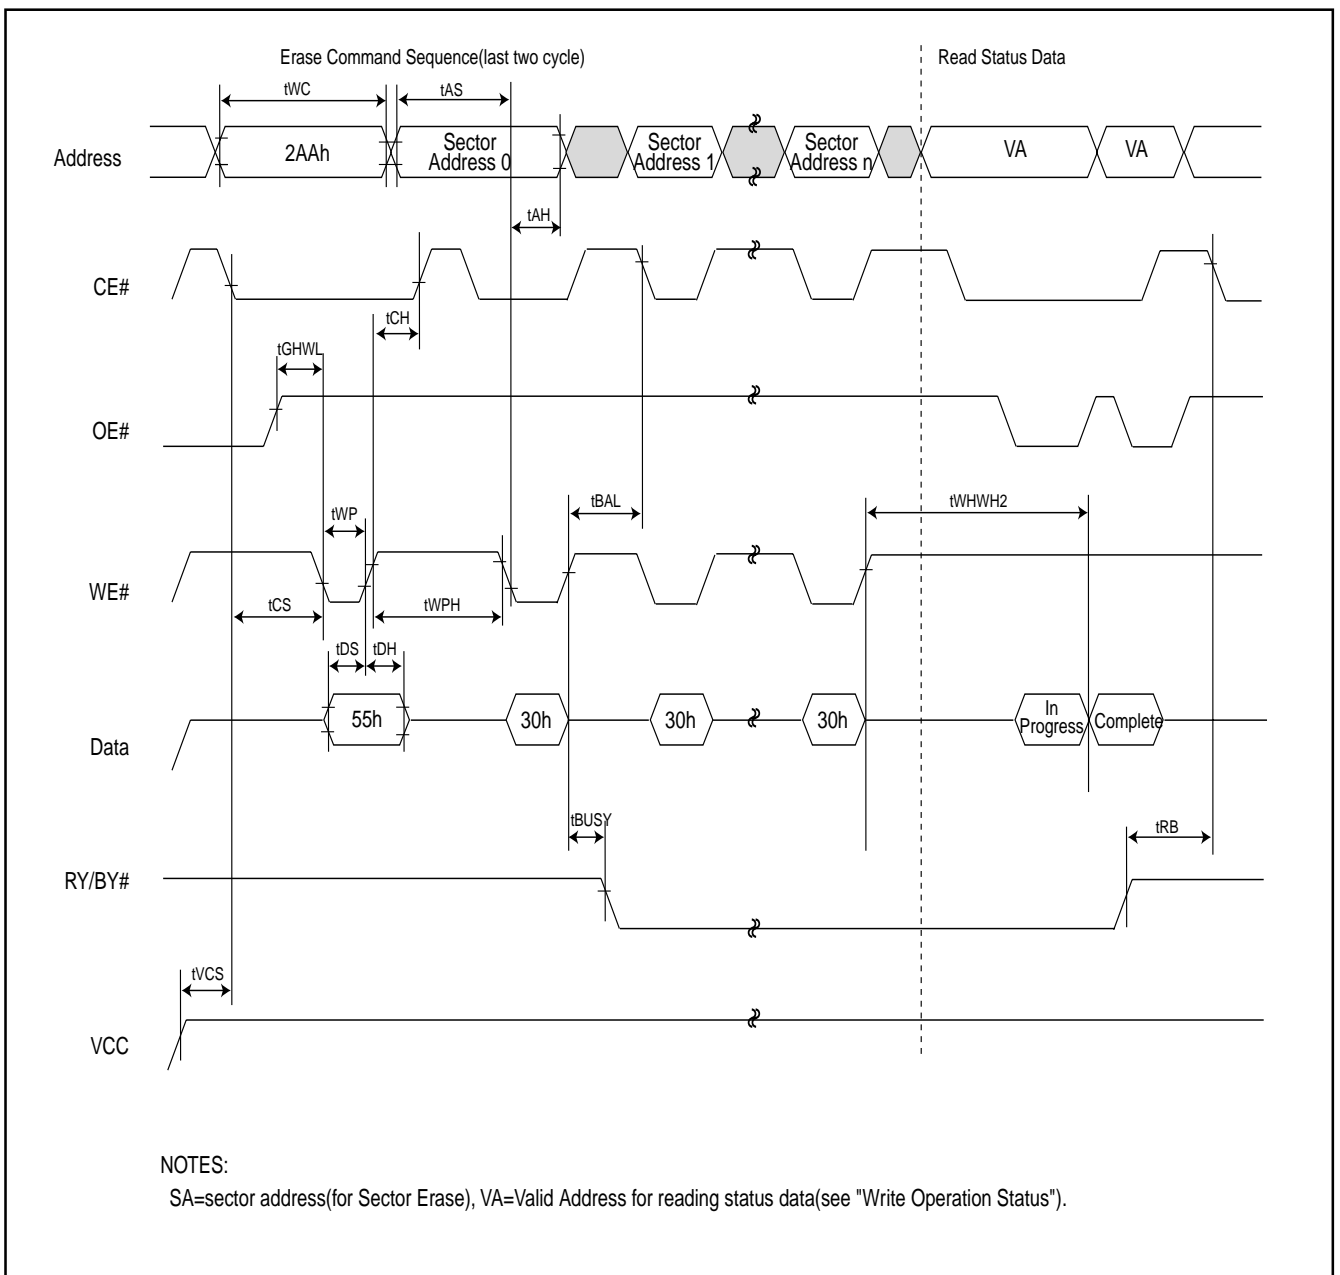 Erase Command Sequence(last two cycle)
Read Status Data
tWC
tAS
Address
2AAh
Sector
Address 0
Sector
Address 1
Sector
Address n
VA
VA
tAH
CE#
tCH
tGHWL
OE#
tBAL
tWHWH2
tWP
WE#
tCS
tWPH
tDS
tDH
Data
55h
30h
30h
30h
In
Progress
Complete
tBUSY
tRB
RY/BY#
tVCS
VCC
NOTES:
SA=sector address(for Sector Erase), VA=Valid Address for reading status data(see "Write Operation Status").